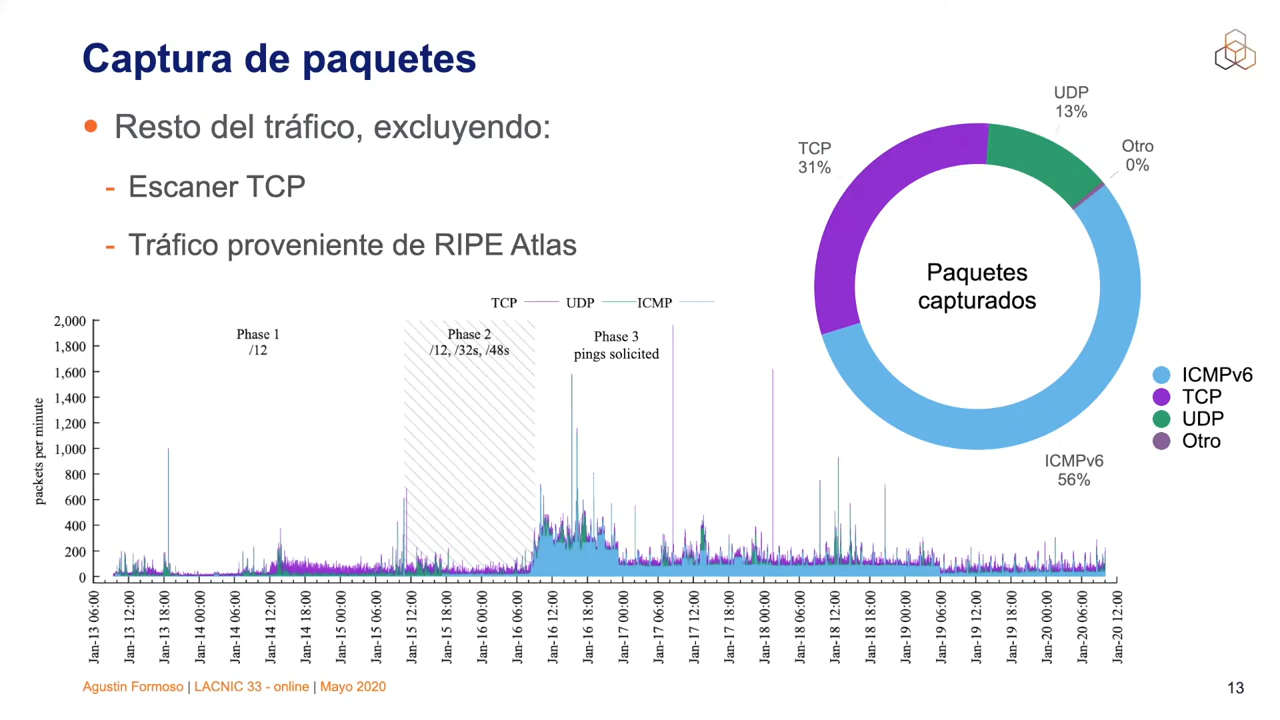 Captura de paquetes
• Resto del tráfico, excluyendo:
- Escaner TCP
- Tráfico proveniente de RIPE Atlas
UDP
13%
TCP
31%
Otro
0%
Paquetes
capturados
ICMPv6
56%
ICMPv6
TCP
UDP
Otro
TCP UDP ICMP
Phase 1
/12
Phase 2
/12, /32s, /48s
Phase 3
pings solicited
packets per minute
2,000
1,800
1,600
1,400
1,200
1,000
800
600
400
200
0
Jan-13 06:00
Jan-13 12:00
Jan-13 18:00
Jan-14 00:00
Jan-14 06:00
Jan-14 12:00
Jan-14 18:00
Jan-15 00:00
Jan-15 06:00
Jan-15 12:00
Jan-15 18:00
Jan-16 00:00
Jan-16 06:00
Jan-16 12:00
Jan-16 18:00
Jan-17 00:00
Jan-17 06:00
Jan-17 12:00
Jan-17 18:00
Jan-18 00:00
Jan-18 06:00
Jan-18 12:00
Jan-18 18:00
Jan-19 00:00
Jan-19 06:00
Jan-19 12:00
Jan-19 18:00
Jan-20 00:00
Jan-20 06:00
Jan-20 12:00
Agustin Formoso | LACNIC 33 - online | Mayo 2020
13